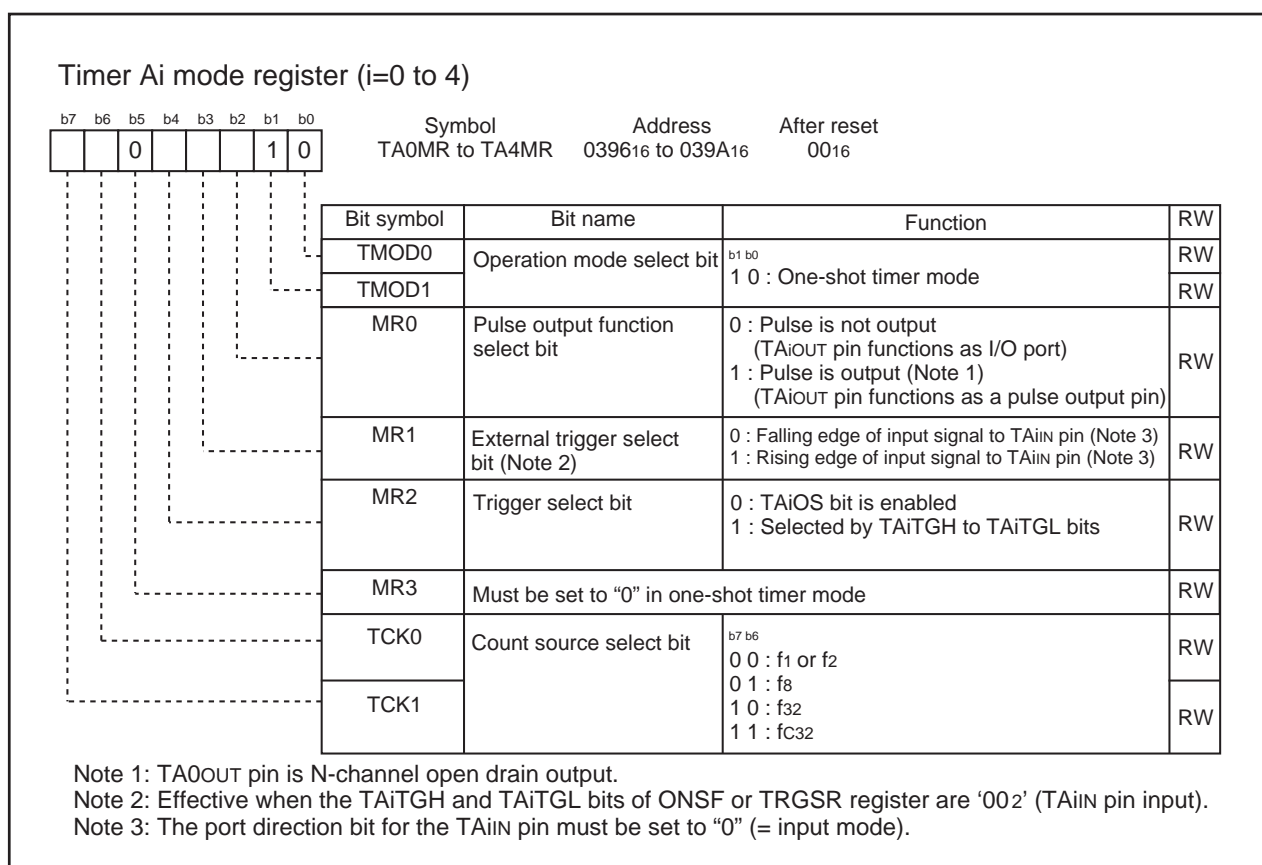 Timer Ai mode register (i=0 to 4)
b7 b6 b5 b4 b3 b2 b1 b0
0 1 0
Symbol Address After reset
TA0MR to TA4MR 039616 to 039A16 0016
Bit symbol Bit name Function RW
TMOD0 Operation mode select bit b1 b0 RW
1 0 : One-shot timer mode
TMOD1 RW
MR0 Pulse output function select bit 0 : Pulse is not output
(TAiOUT pin functions as I/O port)
1 : Pulse is output (Note 1)
(TAiOUT pin functions as a pulse output pin)
RW
MR1 External trigger select bit (Note 2) 0 : Falling edge of input signal to TAiIN pin (Note 3)
1 : Rising edge of input signal to TAiIN pin (Note 3)
RW
MR2 Trigger select bit 0 : TAiOS bit is enabled
1 : Selected by TAiTGH to TAiTGL bits
RW
MR3 Must be set to “0” in one-shot timer mode RW
TCK0 Count source select bit b7 b6 RW
0 0 : f1 or f2
0 1 : f8
TCK1 1 0 : f32 RW
1 1 : fC32
Note 1: TA0OUT pin is N-channel open drain output.
Note 2: Effective when the TAiTGH and TAiTGL bits of ONSF or TRGSR register are ‘002’ (TAiIN pin input).
Note 3: The port direction bit for the TAiIN pin must be set to “0” (= input mode).